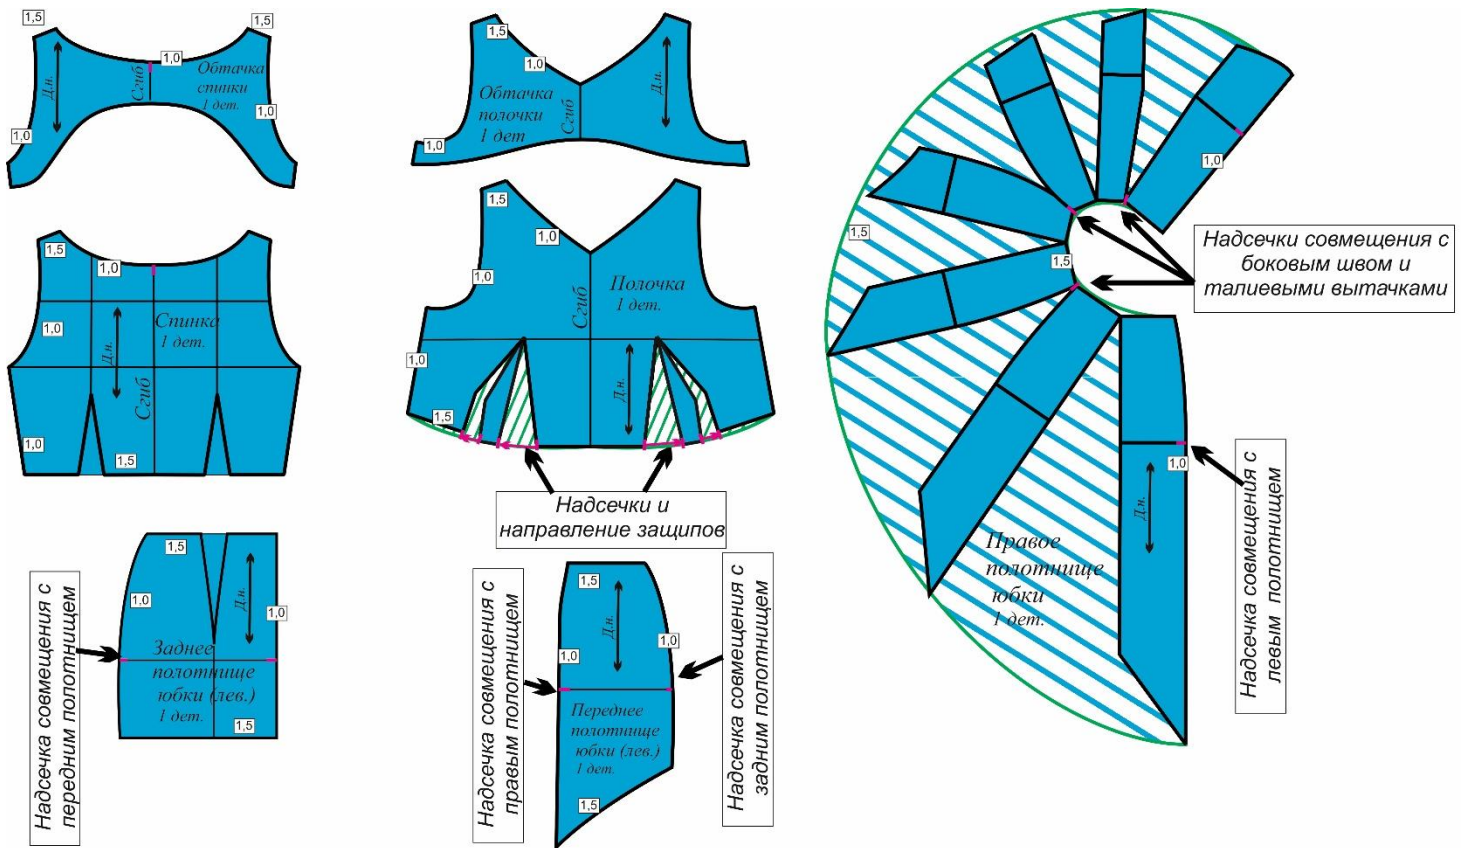 1,5
1,5
1,0
Д.н.
Сгиб
Обтачка
спинки
1 дет.
1,0
1,0
1,5
1,0
Обтачка
полочки
1 дет
Сгиб
Д.н.
1,0
1,5
1,0
1,0
Д.н.
Спинка
1 дет.
Сгиб
1,0
1,5
1,5
1,0
1,0
Сгиб
Полочка
1 дет.
1,0
Д.н.
1,5
Надсечки и
направление защипов
Надсечка совмещения с
передним полотнищем
1,5
1,0
Д.н.
1,0
Заднее
полотнище
юбки (лев.)
1 дет.
1,5
Надсечка совмещения с
правым полотнищем
1,5
Д.н.
1,0
1,0
Переднее
полотнище
юбки (лев.)
1 дет.
1,5
Надсечка совмещения с
задним полотнищем
1,0
1,5
1,5
Надсечки совмещения с
боковым швом и
талиевыми вытачками
1,0
Д.н.
Правое
полотнище
юбки
1 дет.
Надсечка совмещения с
левым полотнищем